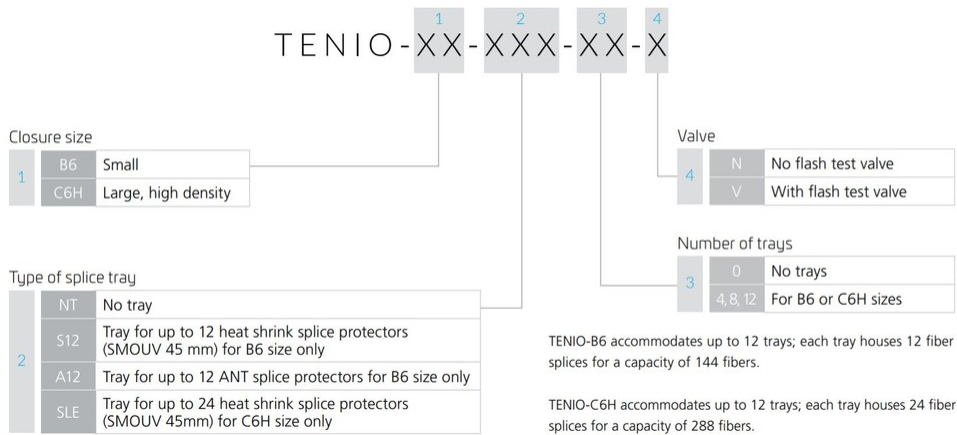 1 2 3 4
TENIO-XX-XXX-XX-X
Closure size
1
B6 Small
C6H Large, high density
Type of splice tray
2
NT No tray
S12 Tray for up to 12 heat shrink splice protectors
(SMOUV 45 mm) for B6 size only
A12 Tray for up to 12 ANT splice protectors for B6 size only
SLE Tray for up to 24 heat shrink splice protectors
(SMOUV 45mm) for C6H size only
Valve
4
N No flash test valve
V With flash test valve
Number of trays
3
0 No trays
4, 8, 12 For B6 or C6H sizes
TENIO-B6 accommodates up to 12 trays; each tray houses 12 fiber
splices for a capacity of 144 fibers.
TENIO-C6H accommodates up to 12 trays; each tray houses 24 fiber
splices for a capacity of 288 fibers.